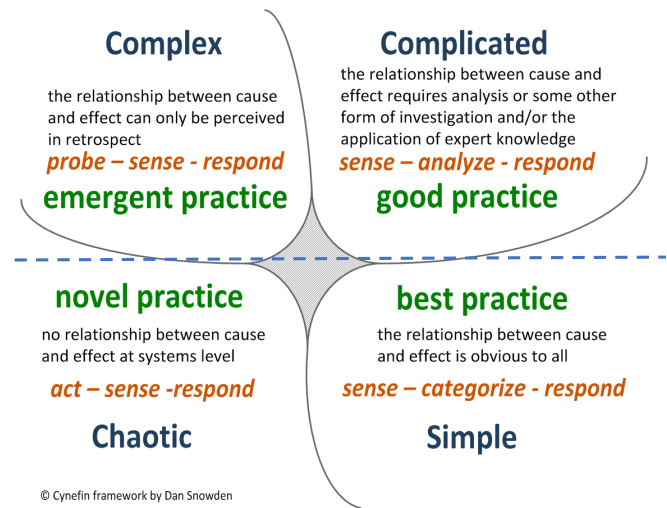 Complex
the relationship between cause
and effect can only be perceived
in retrospect
probe – sense - respond
emergent practice
Complicated
the relationship between cause and
effect requires analysis or some other
form of investigation and/or the
application of expert knowledge
sense – analyze - respond
good practice
novel practice
no relationship between cause
and effect at systems level
act – sense -respond
Chaotic
best practice
the relationship between cause
and effect is obvious to all
sense – categorize - respond
Simple
© Cynefin framework by Dan Snowden